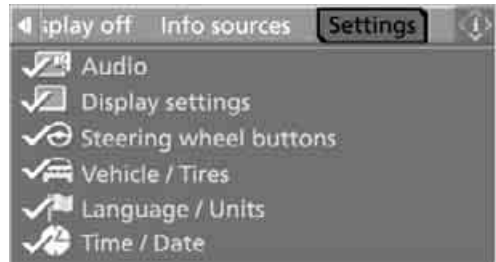 splay off Info sources Settings
Audio
Display settings
Steering wheel buttons
Vehicle / Tires
Language / Units
Time / Date